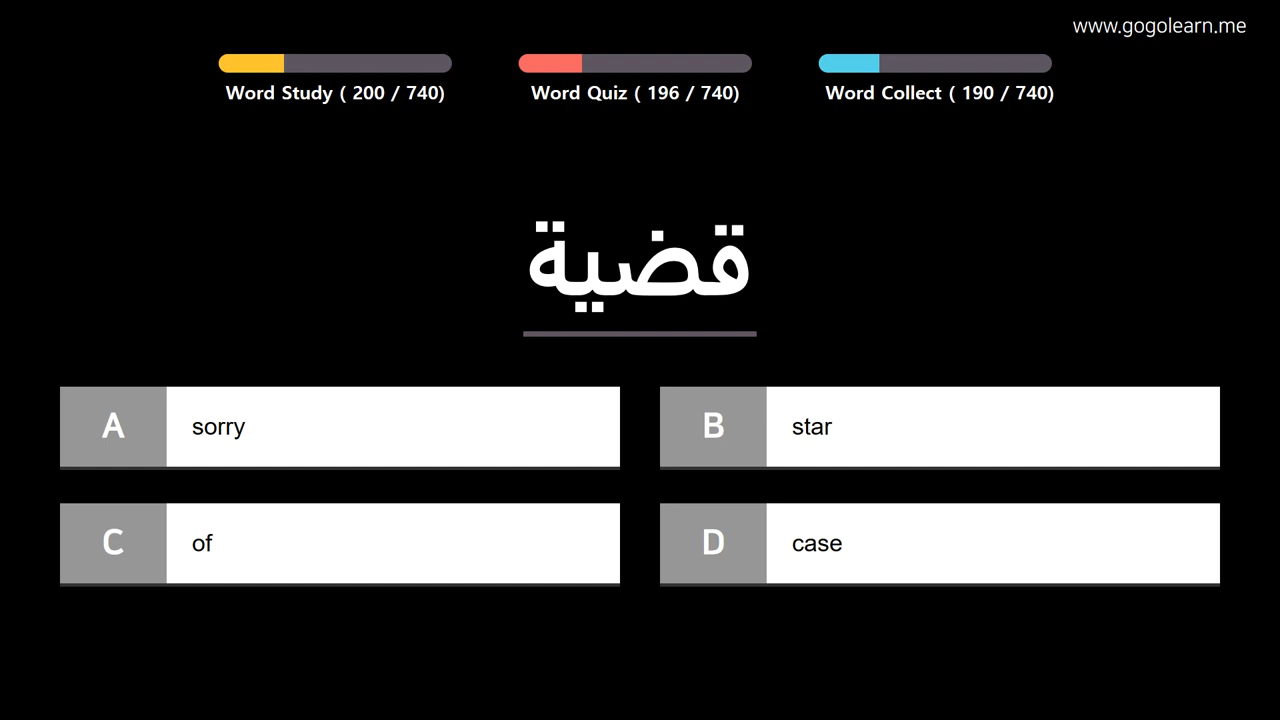 www.gogolearn.me
Word Study ( 200 / 740)
Word Quiz ( 196 / 740)
Word Collect ( 190 / 740)
قضية
A sorry
B star
C of
D case